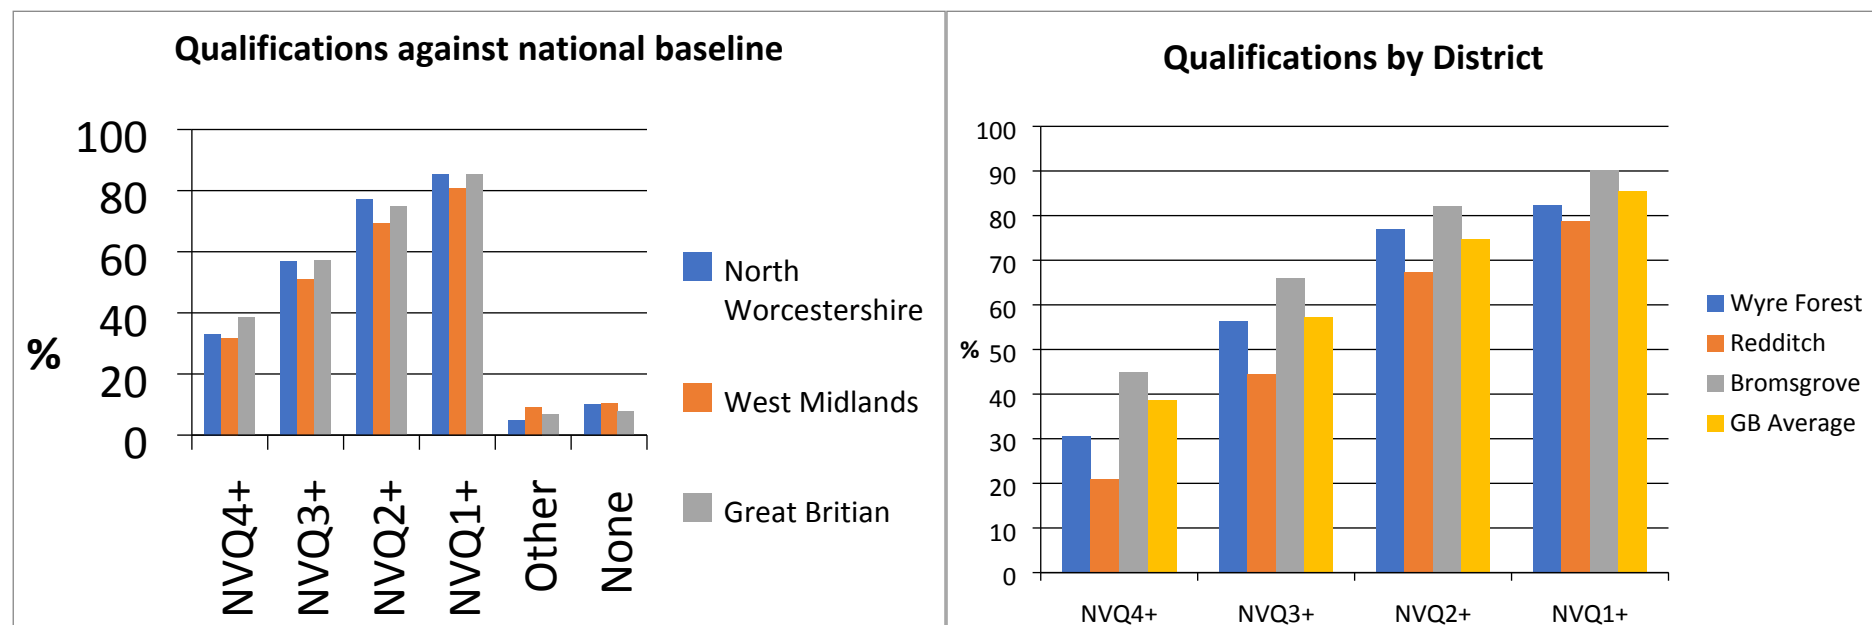 Qualifications against national baseline
100
80
60
40
20
0
%
NVQ4+
NVQ3+
NVQ2+
NVQ1+
Other
None
North
Worcestershire
West Midlands
Great Britian
Qualifications by District
100
90
80
70
60
50
40
30
20
10
0
%
NVQ4+
NVQ3+
NVQ2+
NVQ1+
Wyre Forest
Redditch
Bromsgrove
GB Average